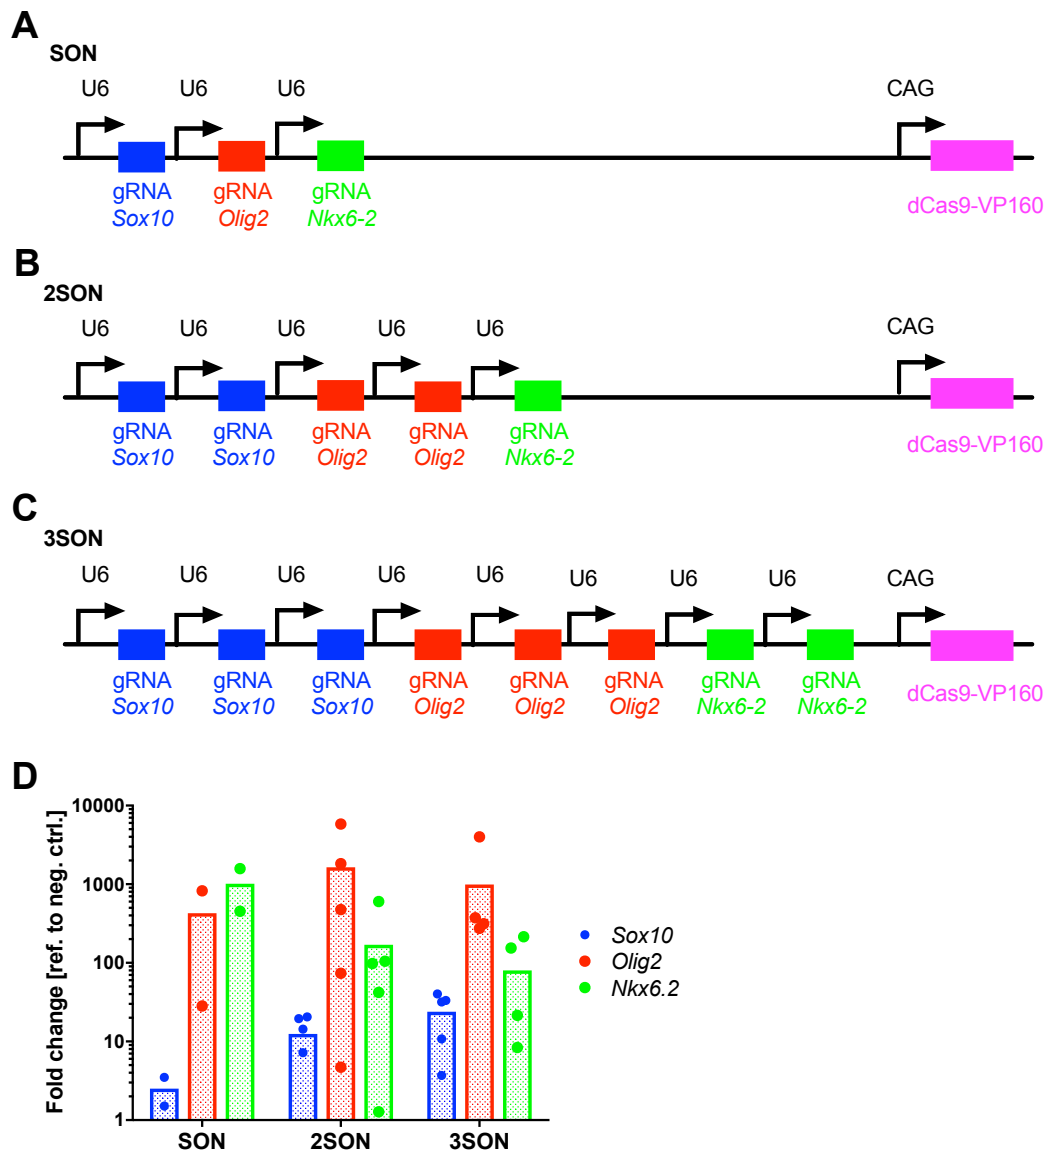 A
SON
U6 U6 U6 CAG
gRNA gRNA gRNA
Sox10 Olig2 Nkx6-2 dCas9-VP160
B
2SON
U6 U6 U6 U6 U6 CAG
gRNA gRNA gRNA gRNA gRNA
Sox10 Sox10 Olig2 Olig2 Nkx6-2 dCas9-VP160
C
3SON
U6 U6 U6 U6 U6 U6 U6 U6 CAG
gRNA gRNA gRNA gRNA gRNA gRNA gRNA gRNA
Sox10 Sox10 Sox10 Olig2 Olig2 Olig2 Nkx6-2 Nkx6-2 dCas9-VP160
D
Fold change [ref. to neg. ctrl.]
10000
1000
100
10
1
SON 2SON 3SON
Sox10
Olig2
Nkx6.2